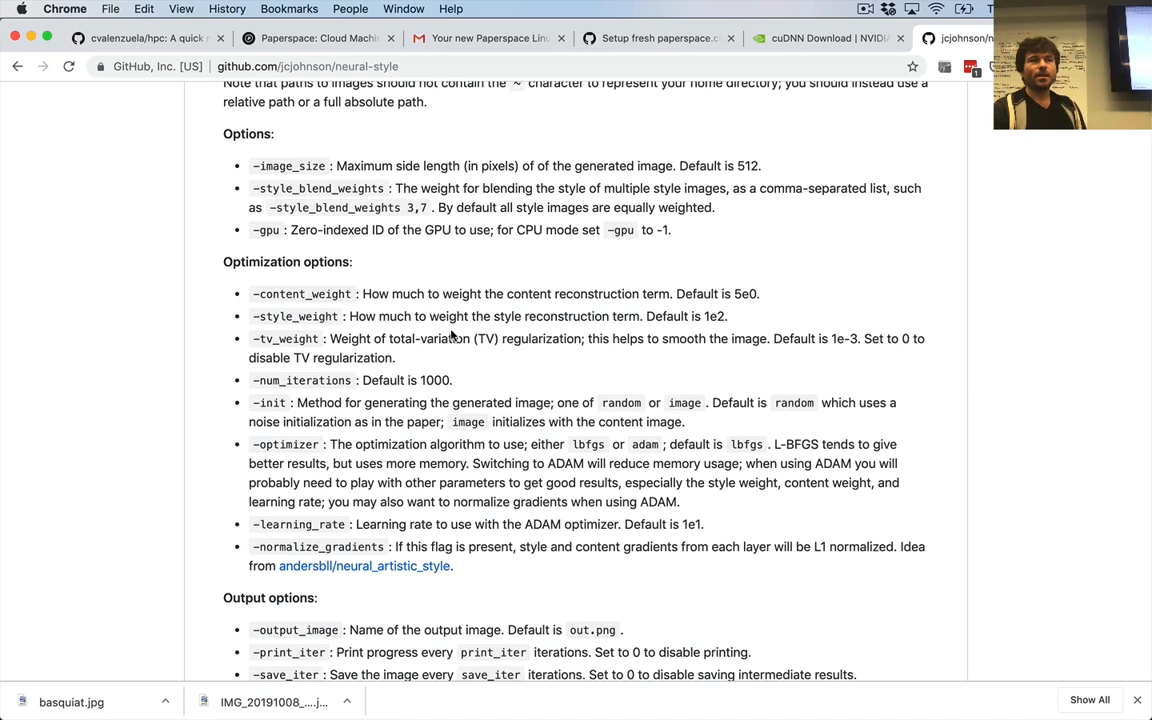 Chrome File Edit View History Bookmarks People Window Help
cvalenzuela/hpc: A quick r
Paperspace: Cloud Machin
Your new Paperspace Linu
Setup fresh paperspace.c
cuDNN Download | NVIDI
jcjohnson/n
GitHub, Inc. [US] | github.com/jcjohnson/neural-style
Note that paths to images should not contain the ~ character to represent your home directory; you should instead use a
relative path or a full absolute path.
Options:
-image_size : Maximum side length (in pixels) of of the generated image. Default is 512.
-style_blend_weights : The weight for blending the style of multiple style images, as a comma-separated list, such
as -style_blend_weights 3,7 . By default all style images are equally weighted.
-gpu : Zero-indexed ID of the GPU to use; for CPU mode set -gpu to -1.
Optimization options:
-content_weight : How much to weight the content reconstruction term. Default is 5e0.
-style_weight : How much to weight the style reconstruction term. Default is 1e2.
-tv_weight : Weight of total-variation (TV) regularization; this helps to smooth the image. Default is 1e-3. Set to 0 to
disable TV regularization.
-num_iterations : Default is 1000.
-init : Method for generating the generated image; one of random or image . Default is random which uses a
noise initialization as in the paper; image initializes with the content image.
-optimizer : The optimization algorithm to use; either lbfgs or adam ; default is lbfgs . L-BFGS tends to give
better results, but uses more memory. Switching to ADAM will reduce memory usage; when using ADAM you will
probably need to play with other parameters to get good results, especially the style weight, content weight, and
learning rate; you may also want to normalize gradients when using ADAM.
-learning_rate : Learning rate to use with the ADAM optimizer. Default is 1e1.
-normalize_gradients : If this flag is present, style and content gradients from each layer will be L1 normalized. Idea
from andersbll/neural_artistic_style.
Output options:
-output_image : Name of the output image. Default is out.png .
-print_iter : Print progress every print_iter iterations. Set to 0 to disable printing.
-save_iter : Save the image every save_iter iterations. Set to 0 to disable saving intermediate results.
basquiat.jpg
IMG_20191008_....j...
Show All